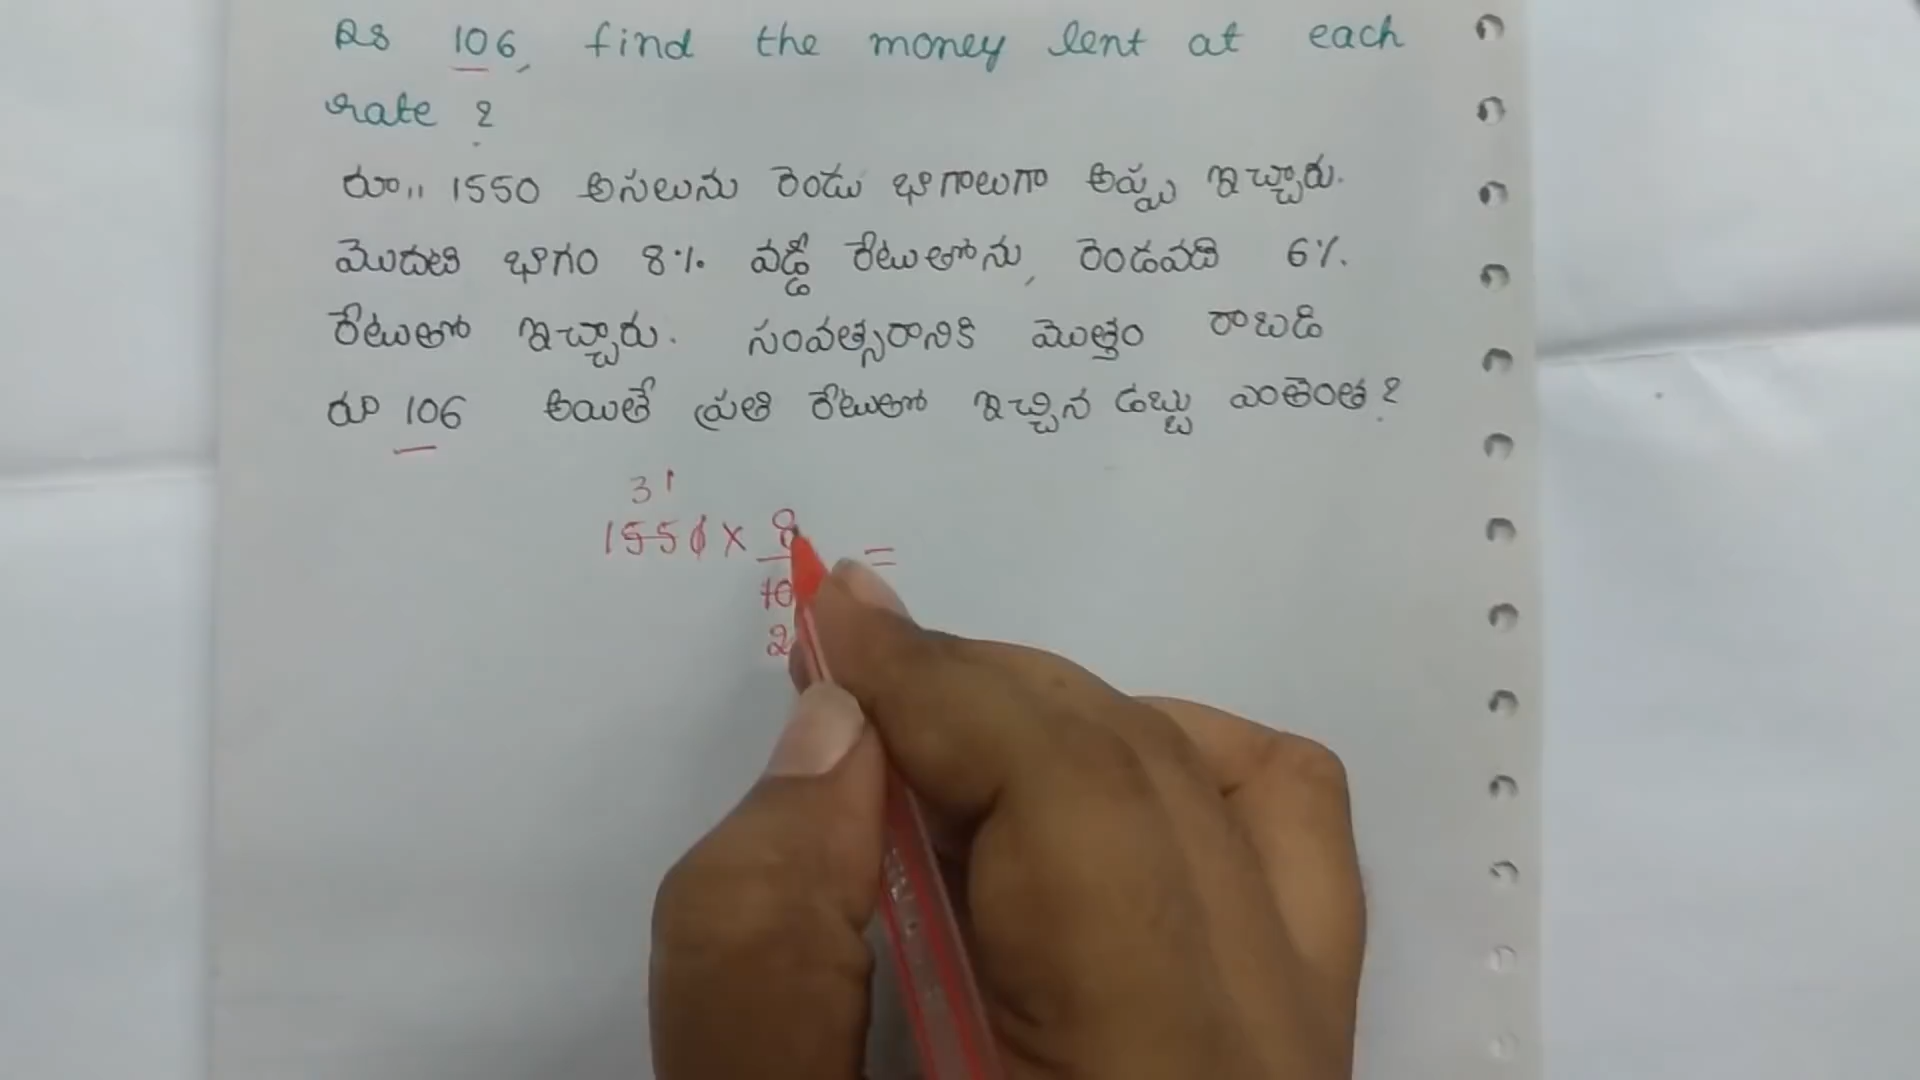 Rs 106, find the money lent at each
rate ?
రూ,, 1550 అసలును రెండు భాగాలుగా అప్పు ఇచ్చారు.
మొదటి భాగం 8% వడ్డీ రేటుతోను, రెండవది 6%.
రేటుతో ఇచ్చారు. సంవత్సరానికి మొత్తం రాబడి
రూ 106 అయితే ప్రతి రేటుతో ఇచ్చిన డబ్బు ఎంతెంత ?
31
1550 x 8 =
10
2